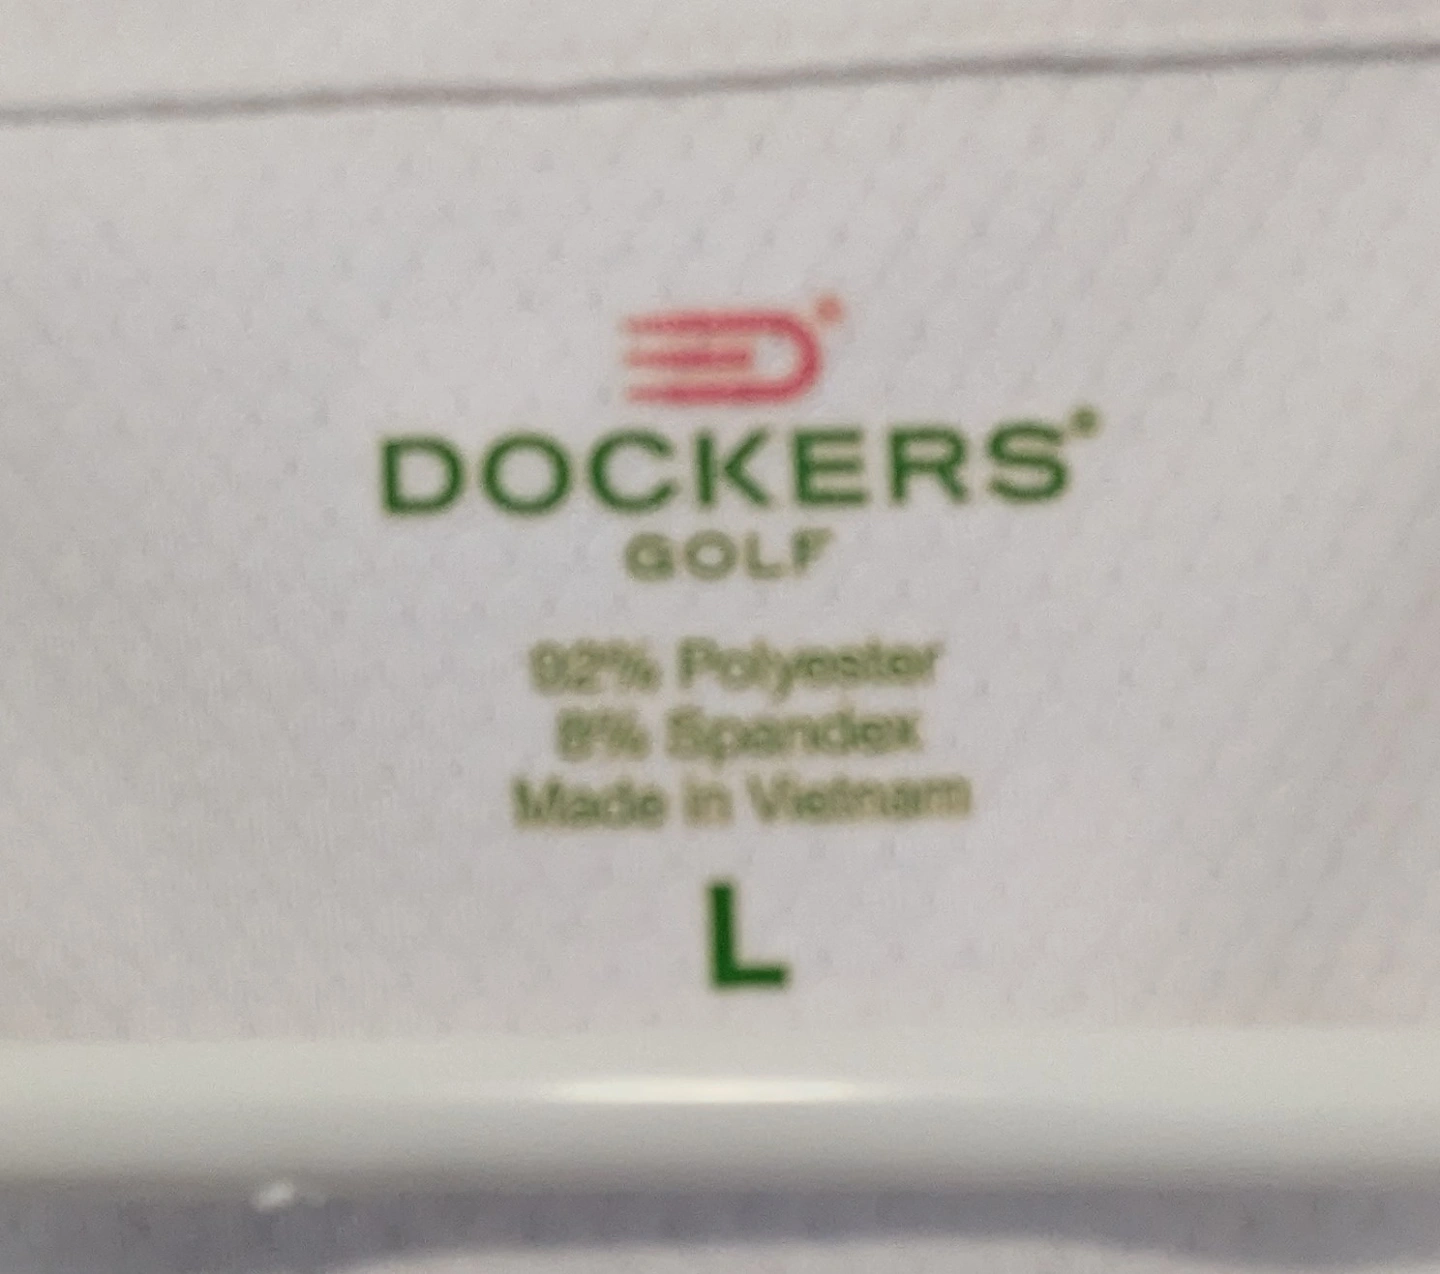 DOCKERS®
GOLF
92% Polyester
8% Spandex
Made in Vietnam
L